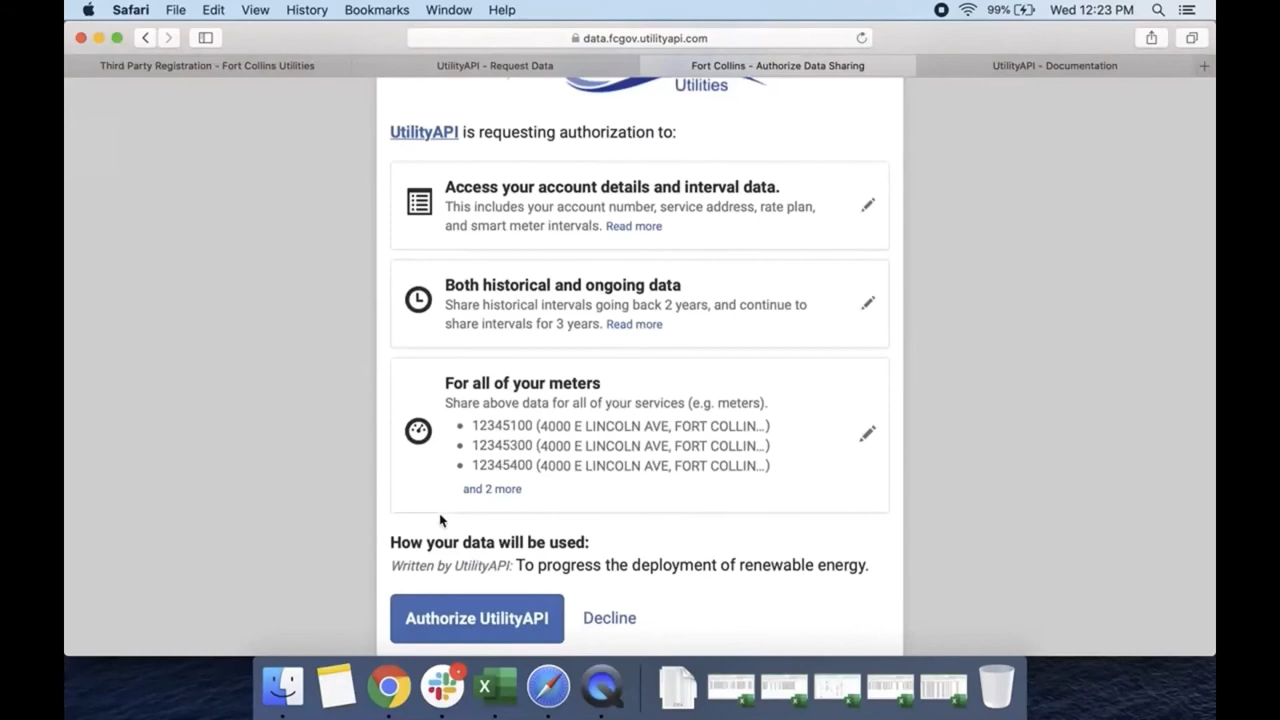 Safari File Edit View History Bookmarks Window Help 99% Wed 12:23 PM
data.fcgov.utilityapi.com
Third Party Registration - Fort Collins Utilities UtilityAPI - Request Data Fort Collins - Authorize Data Sharing UtilityAPI - Documentation
Utilities
UtilityAPI is requesting authorization to:
Access your account details and interval data.
This includes your account number, service address, rate plan,
and smart meter intervals. Read more
Both historical and ongoing data
Share historical intervals going back 2 years, and continue to
share intervals for 3 years. Read more
For all of your meters
Share above data for all of your services (e.g. meters).
• 12345100 (4000 E LINCOLN AVE, FORT COLLIN...)
• 12345300 (4000 E LINCOLN AVE, FORT COLLIN...)
• 12345400 (4000 E LINCOLN AVE, FORT COLLIN...)
and 2 more
How your data will be used:
Written by UtilityAPI: To progress the deployment of renewable energy.
Authorize UtilityAPI Decline